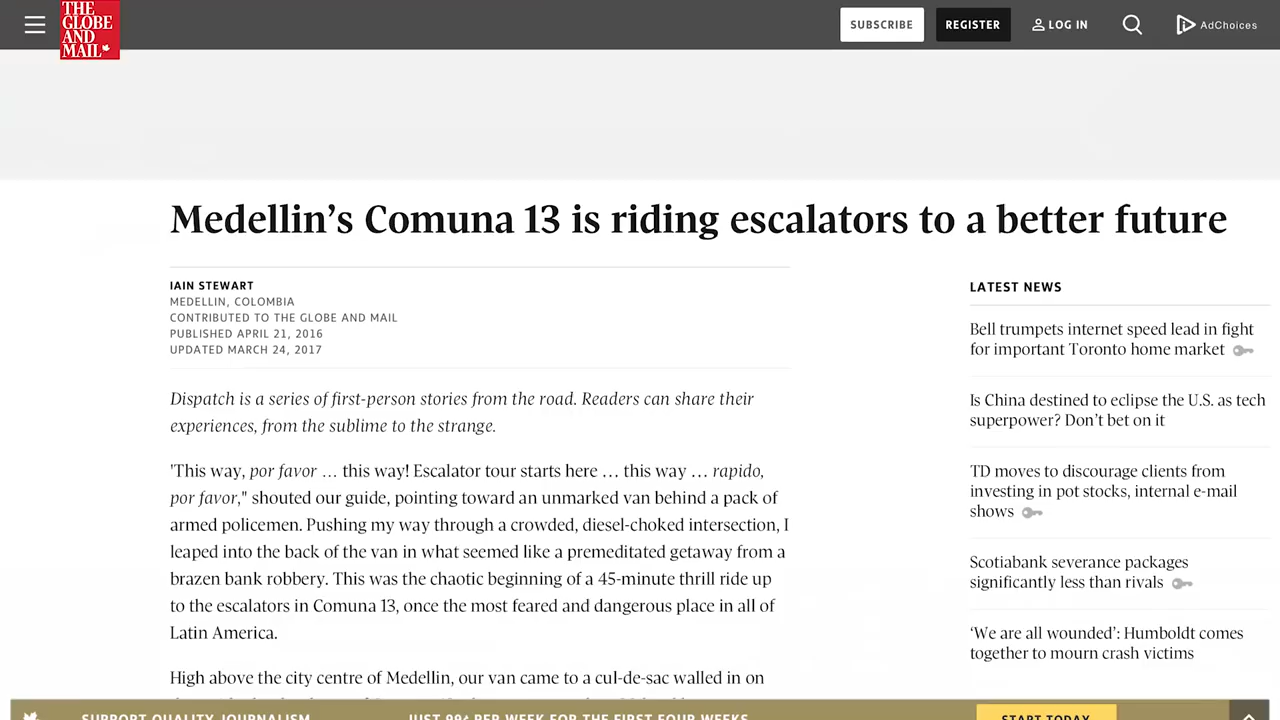 THE
GLOBE
AND
MAIL
SUBSCRIBE
REGISTER
LOG IN
AdChoices
Medellin’s Comuna 13 is riding escalators to a better future
IAIN STEWART
MEDELLIN, COLOMBIA
CONTRIBUTED TO THE GLOBE AND MAIL
PUBLISHED APRIL 21, 2016
UPDATED MARCH 24, 2017
Dispatch is a series of first-person stories from the road. Readers can share their
experiences, from the sublime to the strange.
'This way, por favor … this way! Escalator tour starts here … this way … rapido,
por favor," shouted our guide, pointing toward an unmarked van behind a pack of
armed policemen. Pushing my way through a crowded, diesel-choked intersection, I
leaped into the back of the van in what seemed like a premeditated getaway from a
brazen bank robbery. This was the chaotic beginning of a 45-minute thrill ride up
to the escalators in Comuna 13, once the most feared and dangerous place in all of
Latin America.
High above the city centre of Medellin, our van came to a cul-de-sac walled in on
LATEST NEWS
Bell trumpets internet speed lead in fight
for important Toronto home market
Is China destined to eclipse the U.S. as tech
superpower? Don’t bet on it
TD moves to discourage clients from
investing in pot stocks, internal e-mail
shows
Scotiabank severance packages
significantly less than rivals
‘We are all wounded’: Humboldt comes
together to mourn crash victims
SUPPORT QUALITY JOURNALISM
JUST 99¢ PER WEEK FOR THE FIRST FOUR WEEKS
START TODAY